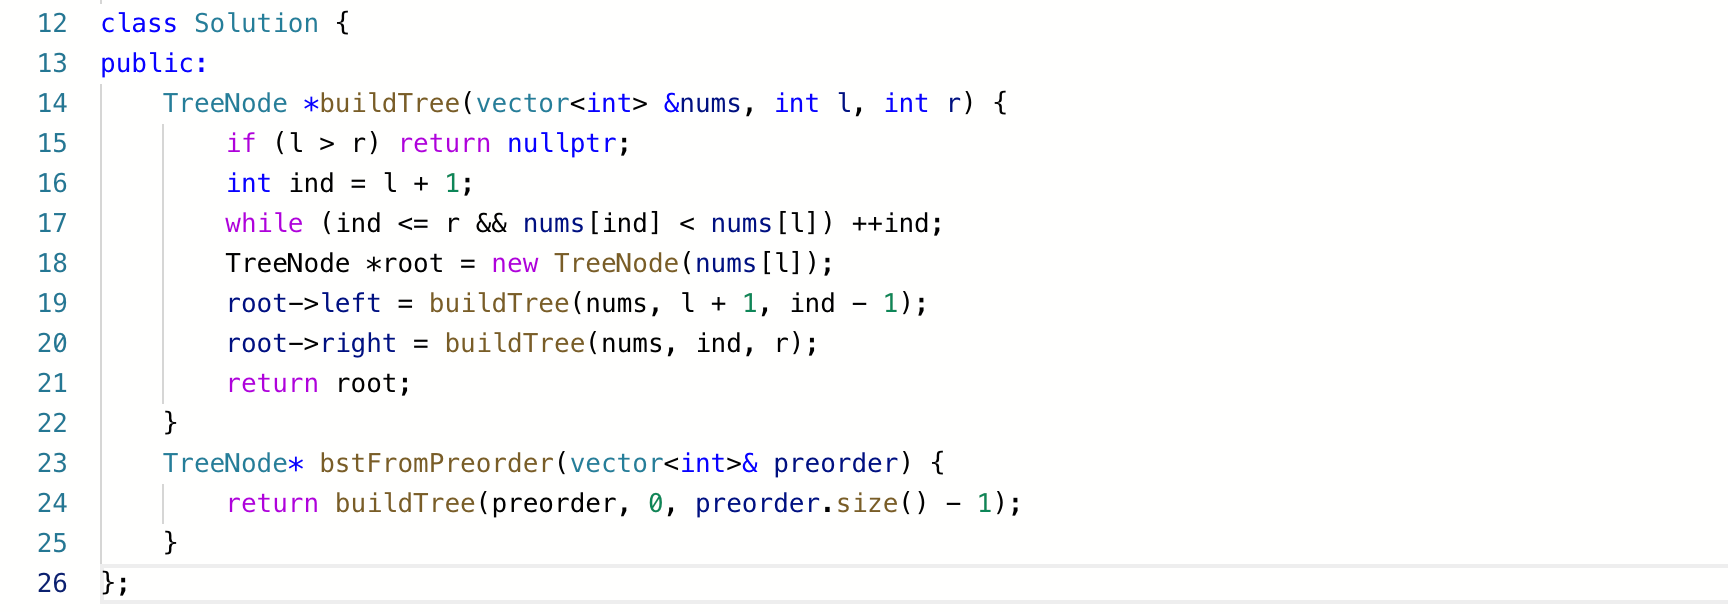 12 class Solution {
13 public:
14     TreeNode *buildTree(vector<int> &nums, int l, int r) {
15         if (l > r) return nullptr;
16         int ind = l + 1;
17         while (ind <= r && nums[ind] < nums[l]) ++ind;
18         TreeNode *root = new TreeNode(nums[l]);
19         root->left = buildTree(nums, l + 1, ind - 1);
20         root->right = buildTree(nums, ind, r);
21         return root;
22     }
23     TreeNode* bstFromPreorder(vector<int>& preorder) {
24         return buildTree(preorder, 0, preorder.size() - 1);
25     }
26 };